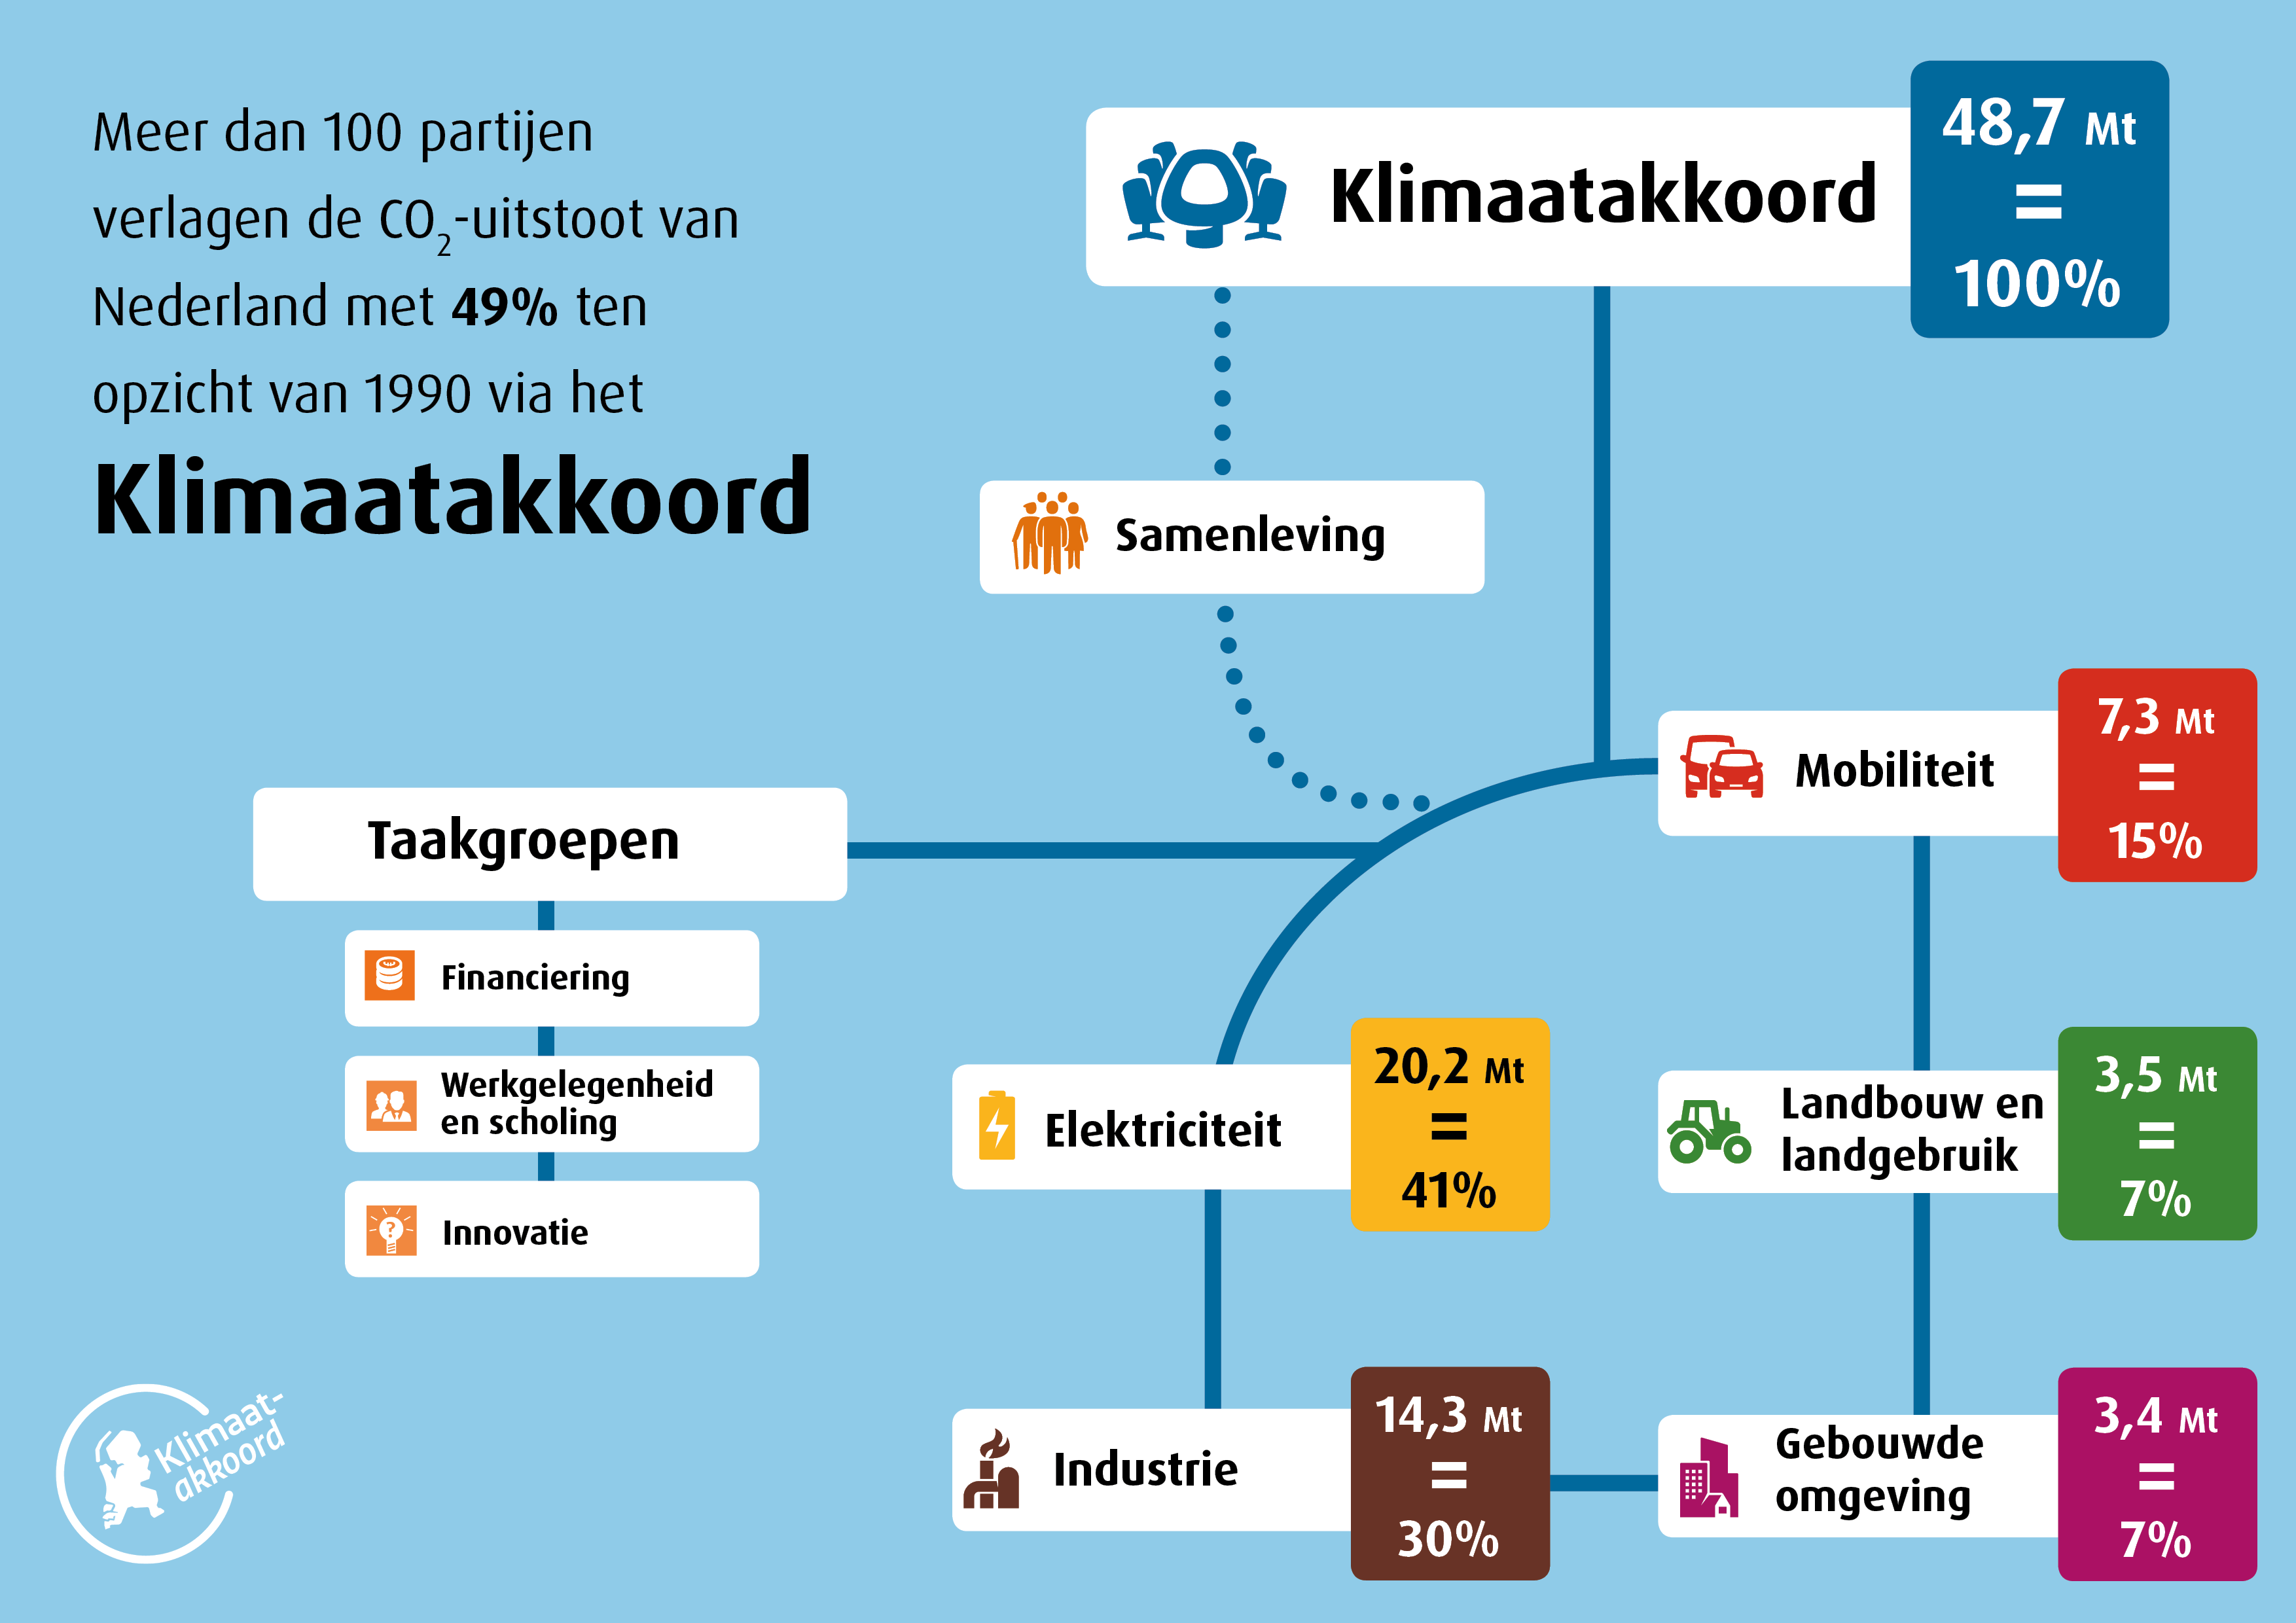 Meer dan 100 partijen
verlagen de CO₂-uitstoot van
Nederland met 49% ten
opzicht van 1990 via het
Klimaatakkoord
Klimaatakkoord
48,7 Mt
=
100%
Samenleving
Mobiliteit
7,3 Mt
=
15%
Taakgroepen
Financiering
Werkgelegenheid
en scholing
Innovatie
Elektriciteit
20,2 Mt
=
41%
Landbouw en
landgebruik
3,5 Mt
=
7%
Industrie
14,3 Mt
=
30%
Gebouwde
omgeving
3,4 Mt
=
7%
?
Klimaat-
akkoord